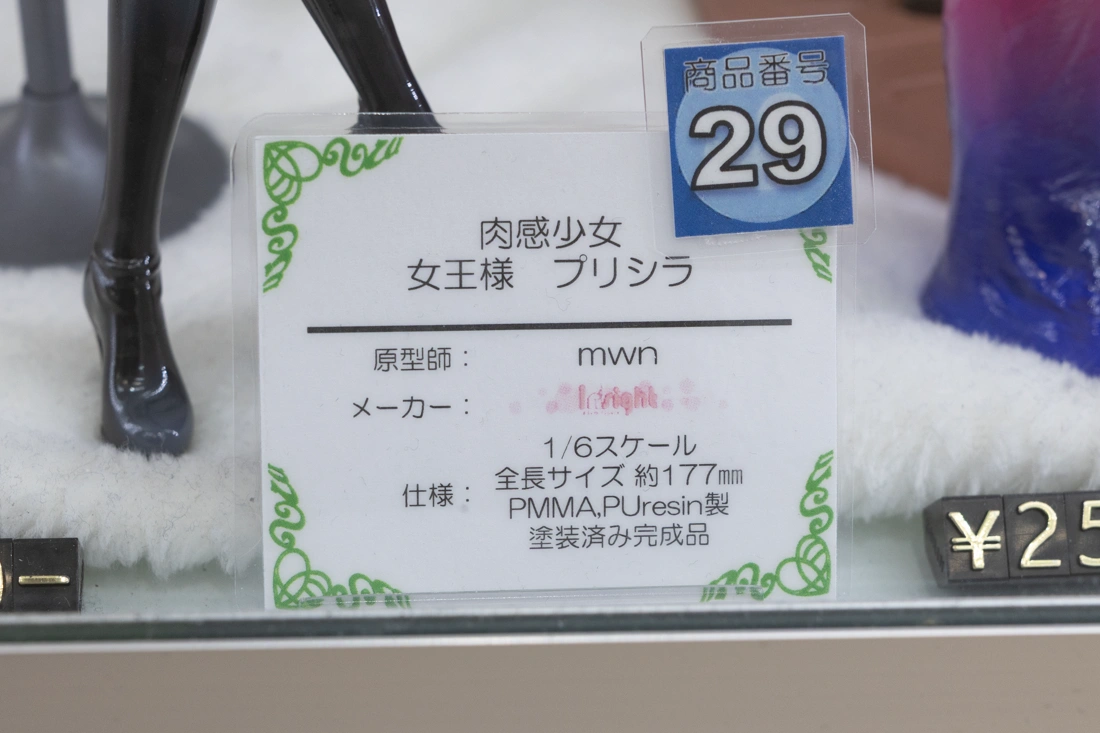 商品番号
29
肉感少女
女王様 プリシラ
原型師： mwn
メーカー： Insight
仕様： 1/6スケール
全長サイズ 約177㎜
PMMA,PUresin製
塗装済み完成品
¥25